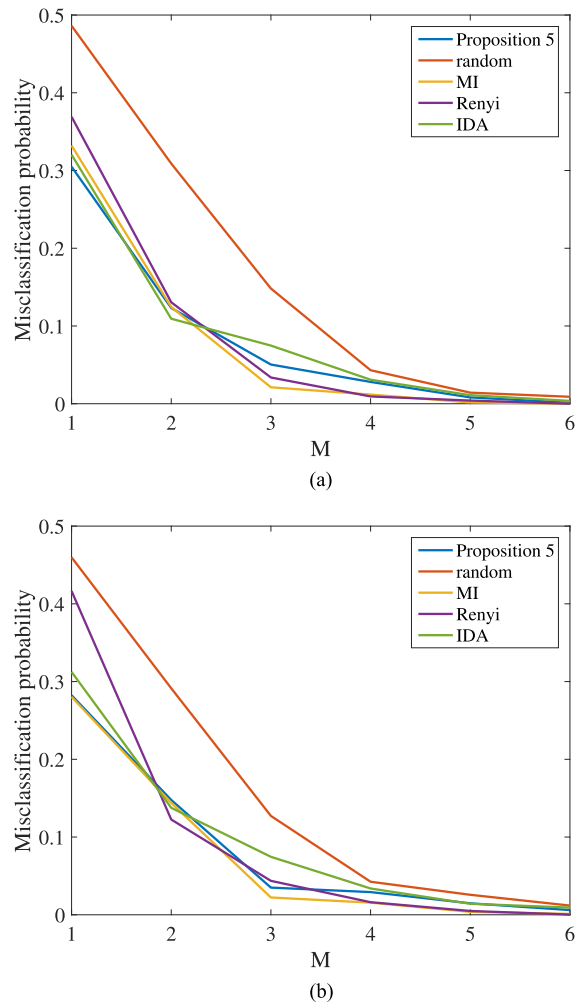 0.5
0.4
0.3
0.2
0.1
0
Misclassification probability
Proposition 5
random
MI
Renyi
IDA
1 2 3 4 5 6
M
(a)
0.5
0.4
0.3
0.2
0.1
0
Misclassification probability
Proposition 5
random
MI
Renyi
IDA
1 2 3 4 5 6
M
(b)